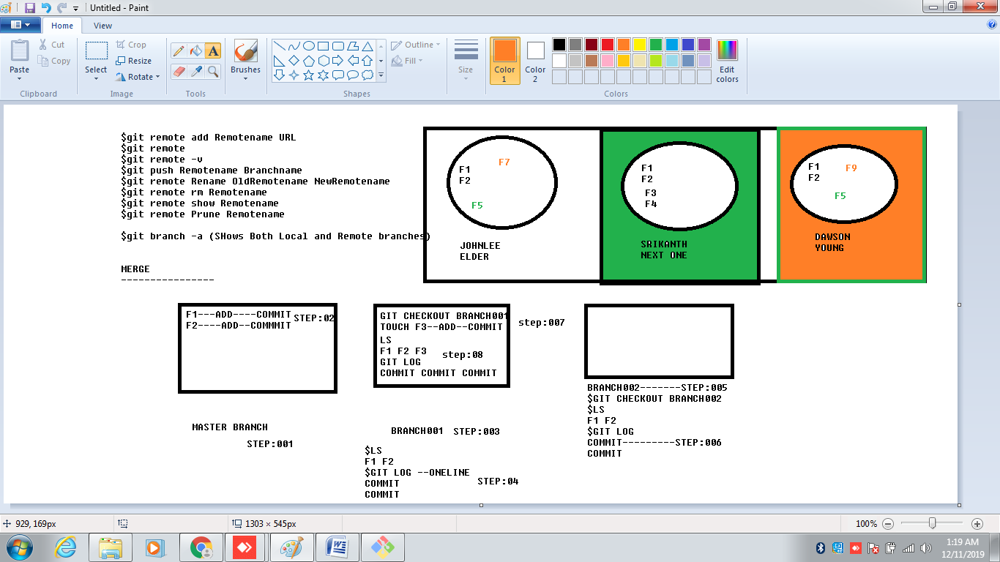 Untitled - Paint
Home
View
Paste
Cut
Copy
Clipboard
Select
Crop
Resize
Rotate
Image
A
Tools
Brushes
Shapes
Outline
Fill
Size
Color
1
Color
2
Edit
colors
Colors
$git remote add Remotename URL
$git remote
$git remote -v
$git push Remotename Branchname
$git remote Rename OldRemotename NewRemotename
$git remote rm Remotename
$git remote show Remotename
$git remote Prune Remotename
$git branch -a (SHows Both Local and Remote branches)
F7
F1
F2
F5
JOHNLEE
ELDER
F1
F2
F3
F4
SRIKANTH
NEXT ONE
F1
F9
F2
F5
DAWSON
YOUNG
MERGE
----------------
F1---ADD----COMMIT
F2----ADD--COMMMIT
STEP:02
MASTER BRANCH
STEP:001
GIT CHECKOUT BRANCH001
TOUCH F3--ADD--COMMIT
LS
F1 F2 F3
GIT LOG
COMMIT COMMIT COMMIT
step:08
step:007
BRANCH001
STEP:003
$LS
F1 F2
$GIT LOG --ONELINE
COMMIT
COMMIT
STEP:04
BRANCH002-------STEP:005
$GIT CHECKOUT BRANCH002
$LS
F1 F2
$GIT LOG
COMMIT---------STEP:006
COMMIT
929, 169px
1303 × 545px
100%
1:19 AM
12/11/2019